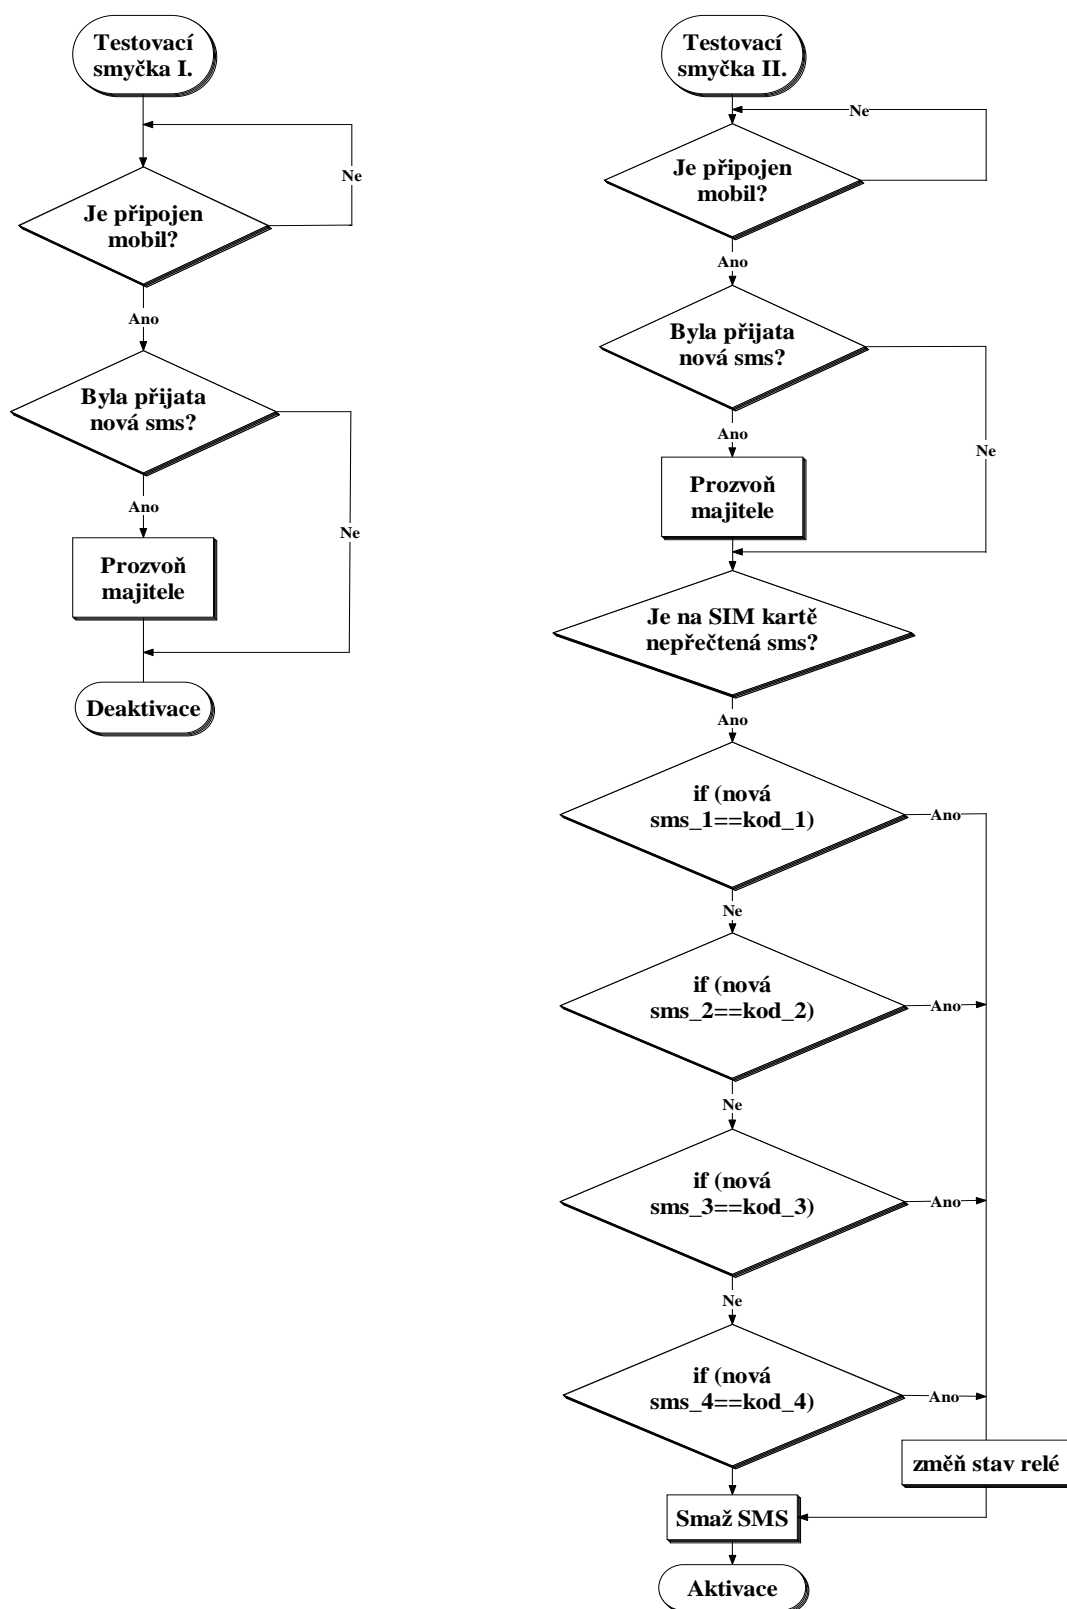 Testovací
smyčka I.
Ne
Je připojen
mobil?
Ano
Byla přijata
nová sms?
Ano
Ne
Prozvoň
majitele
Deaktivace
Testovací
smyčka II.
Ne
Je připojen
mobil?
Ano
Byla přijata
nová sms?
Ano
Ne
Prozvoň
majitele
Je na SIM kartě
nepřečtená sms?
Ano
if (nová
sms_1==kod_1)
Ano
Ne
if (nová
sms_2==kod_2)
Ano
Ne
if (nová
sms_3==kod_3)
Ano
Ne
if (nová
sms_4==kod_4)
Ano
změň stav relé
Smaž SMS
Aktivace